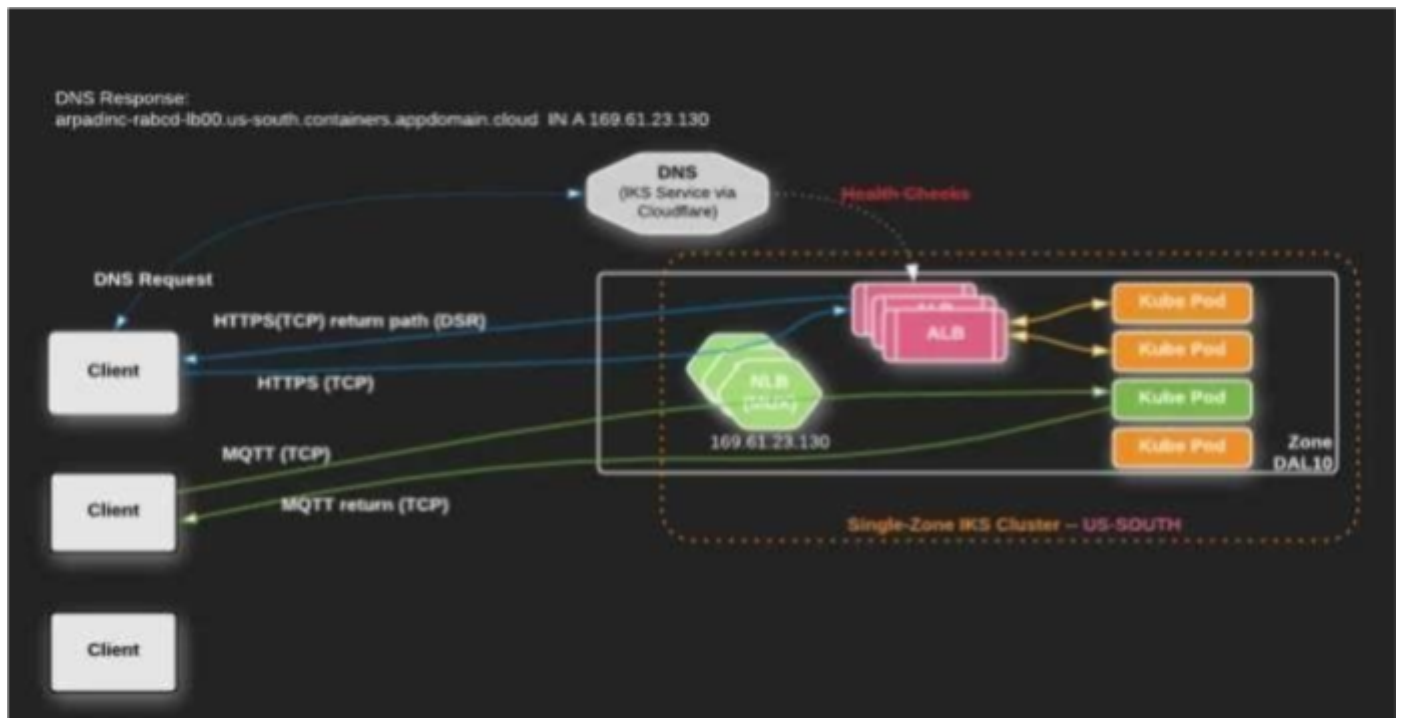 DNS Response:
arpadinc-rabcd-lb00.us-south.containers.appdomain.cloud IN A 169.61.23.130
DNS
(IKS Service via
Cloudflare)
Health Checks
DNS Request
HTTPS(TCP) return path (DSR)
ALB
ALB
Kube Pod
Kube Pod
Client
HTTPS (TCP)
NLB
(MUX)
Kube Pod
169.61.23.130
Kube Pod
Zone
DAL10
MQTT (TCP)
Client
MQTT return (TCP)
Single-Zone IKS Cluster -- US-SOUTH
Client